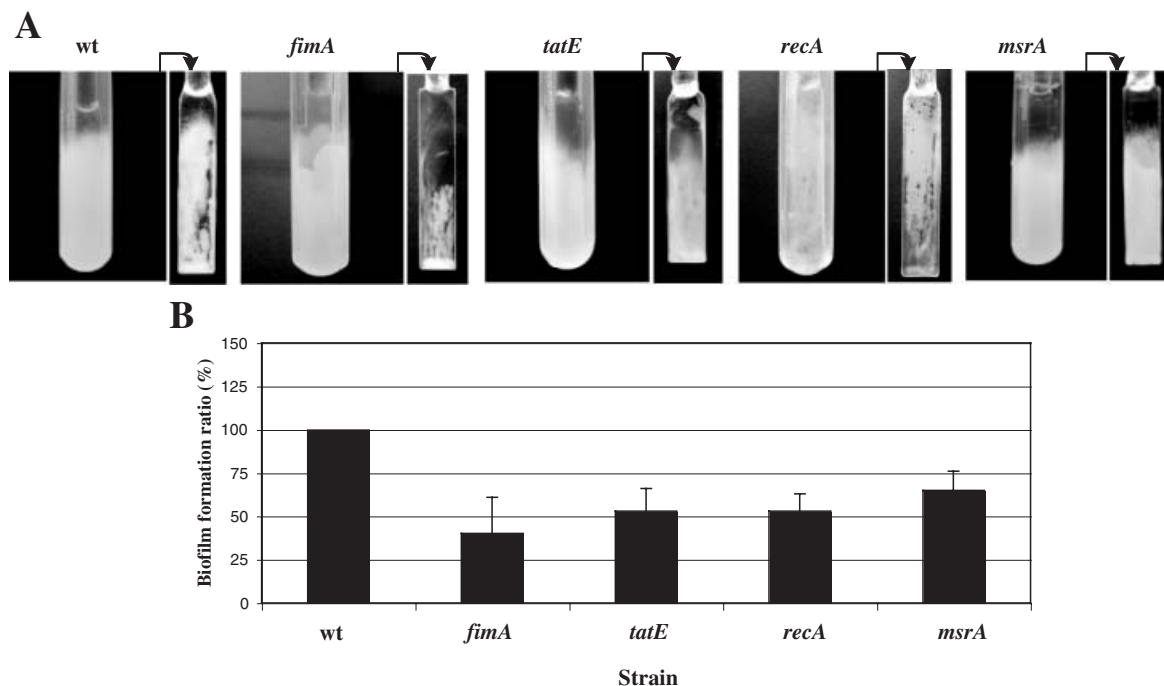 A
wt
fimA
tatE
recA
msrA
B
Biofilm formation ratio (%)
150
125
100
75
50
25
0
wt
fimA
tatE
recA
msrA
Strain